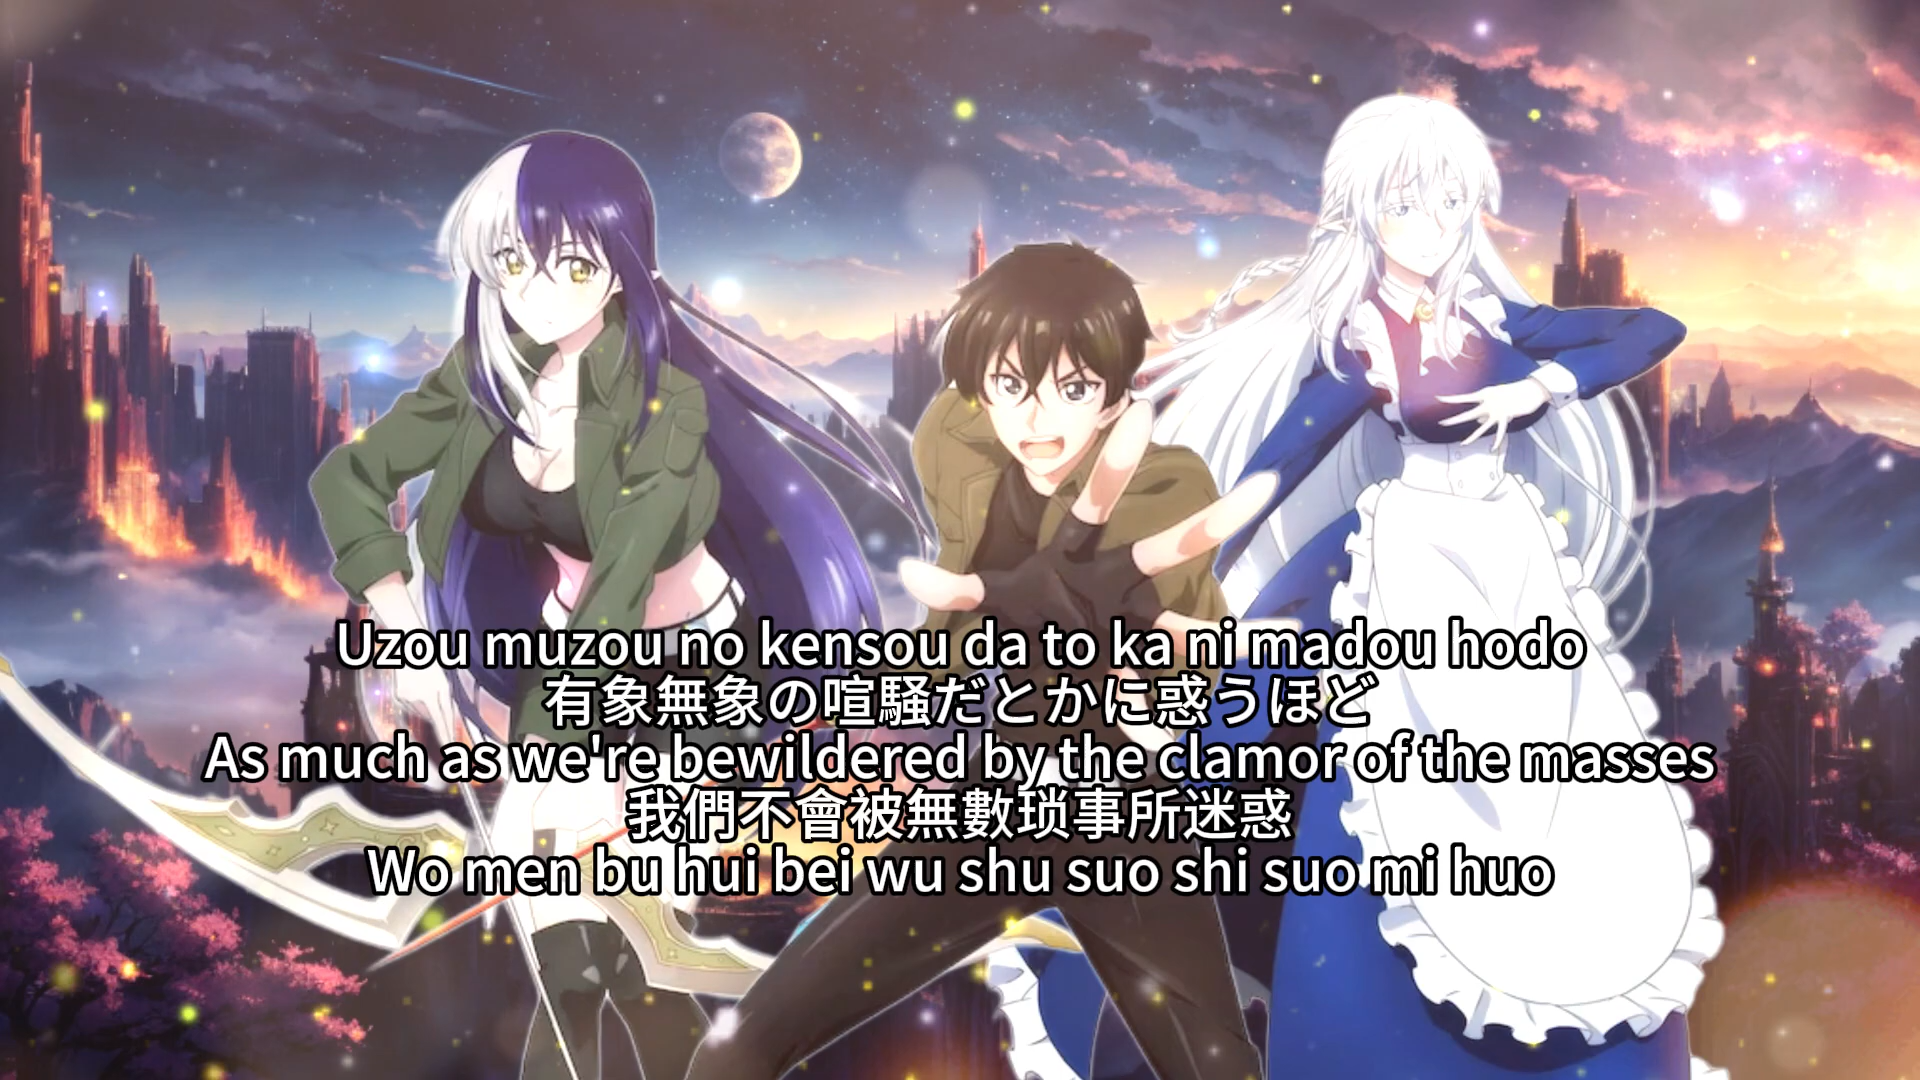 Uzou muzou no kensou da to ka ni madou hodo
有象無象の喧騒だとかに惑うほど
As much as we're bewildered by the clamor of the masses
我們不會被無數琐事所迷惑
Wo men bu hui bei wu shu suo shi suo mi huo